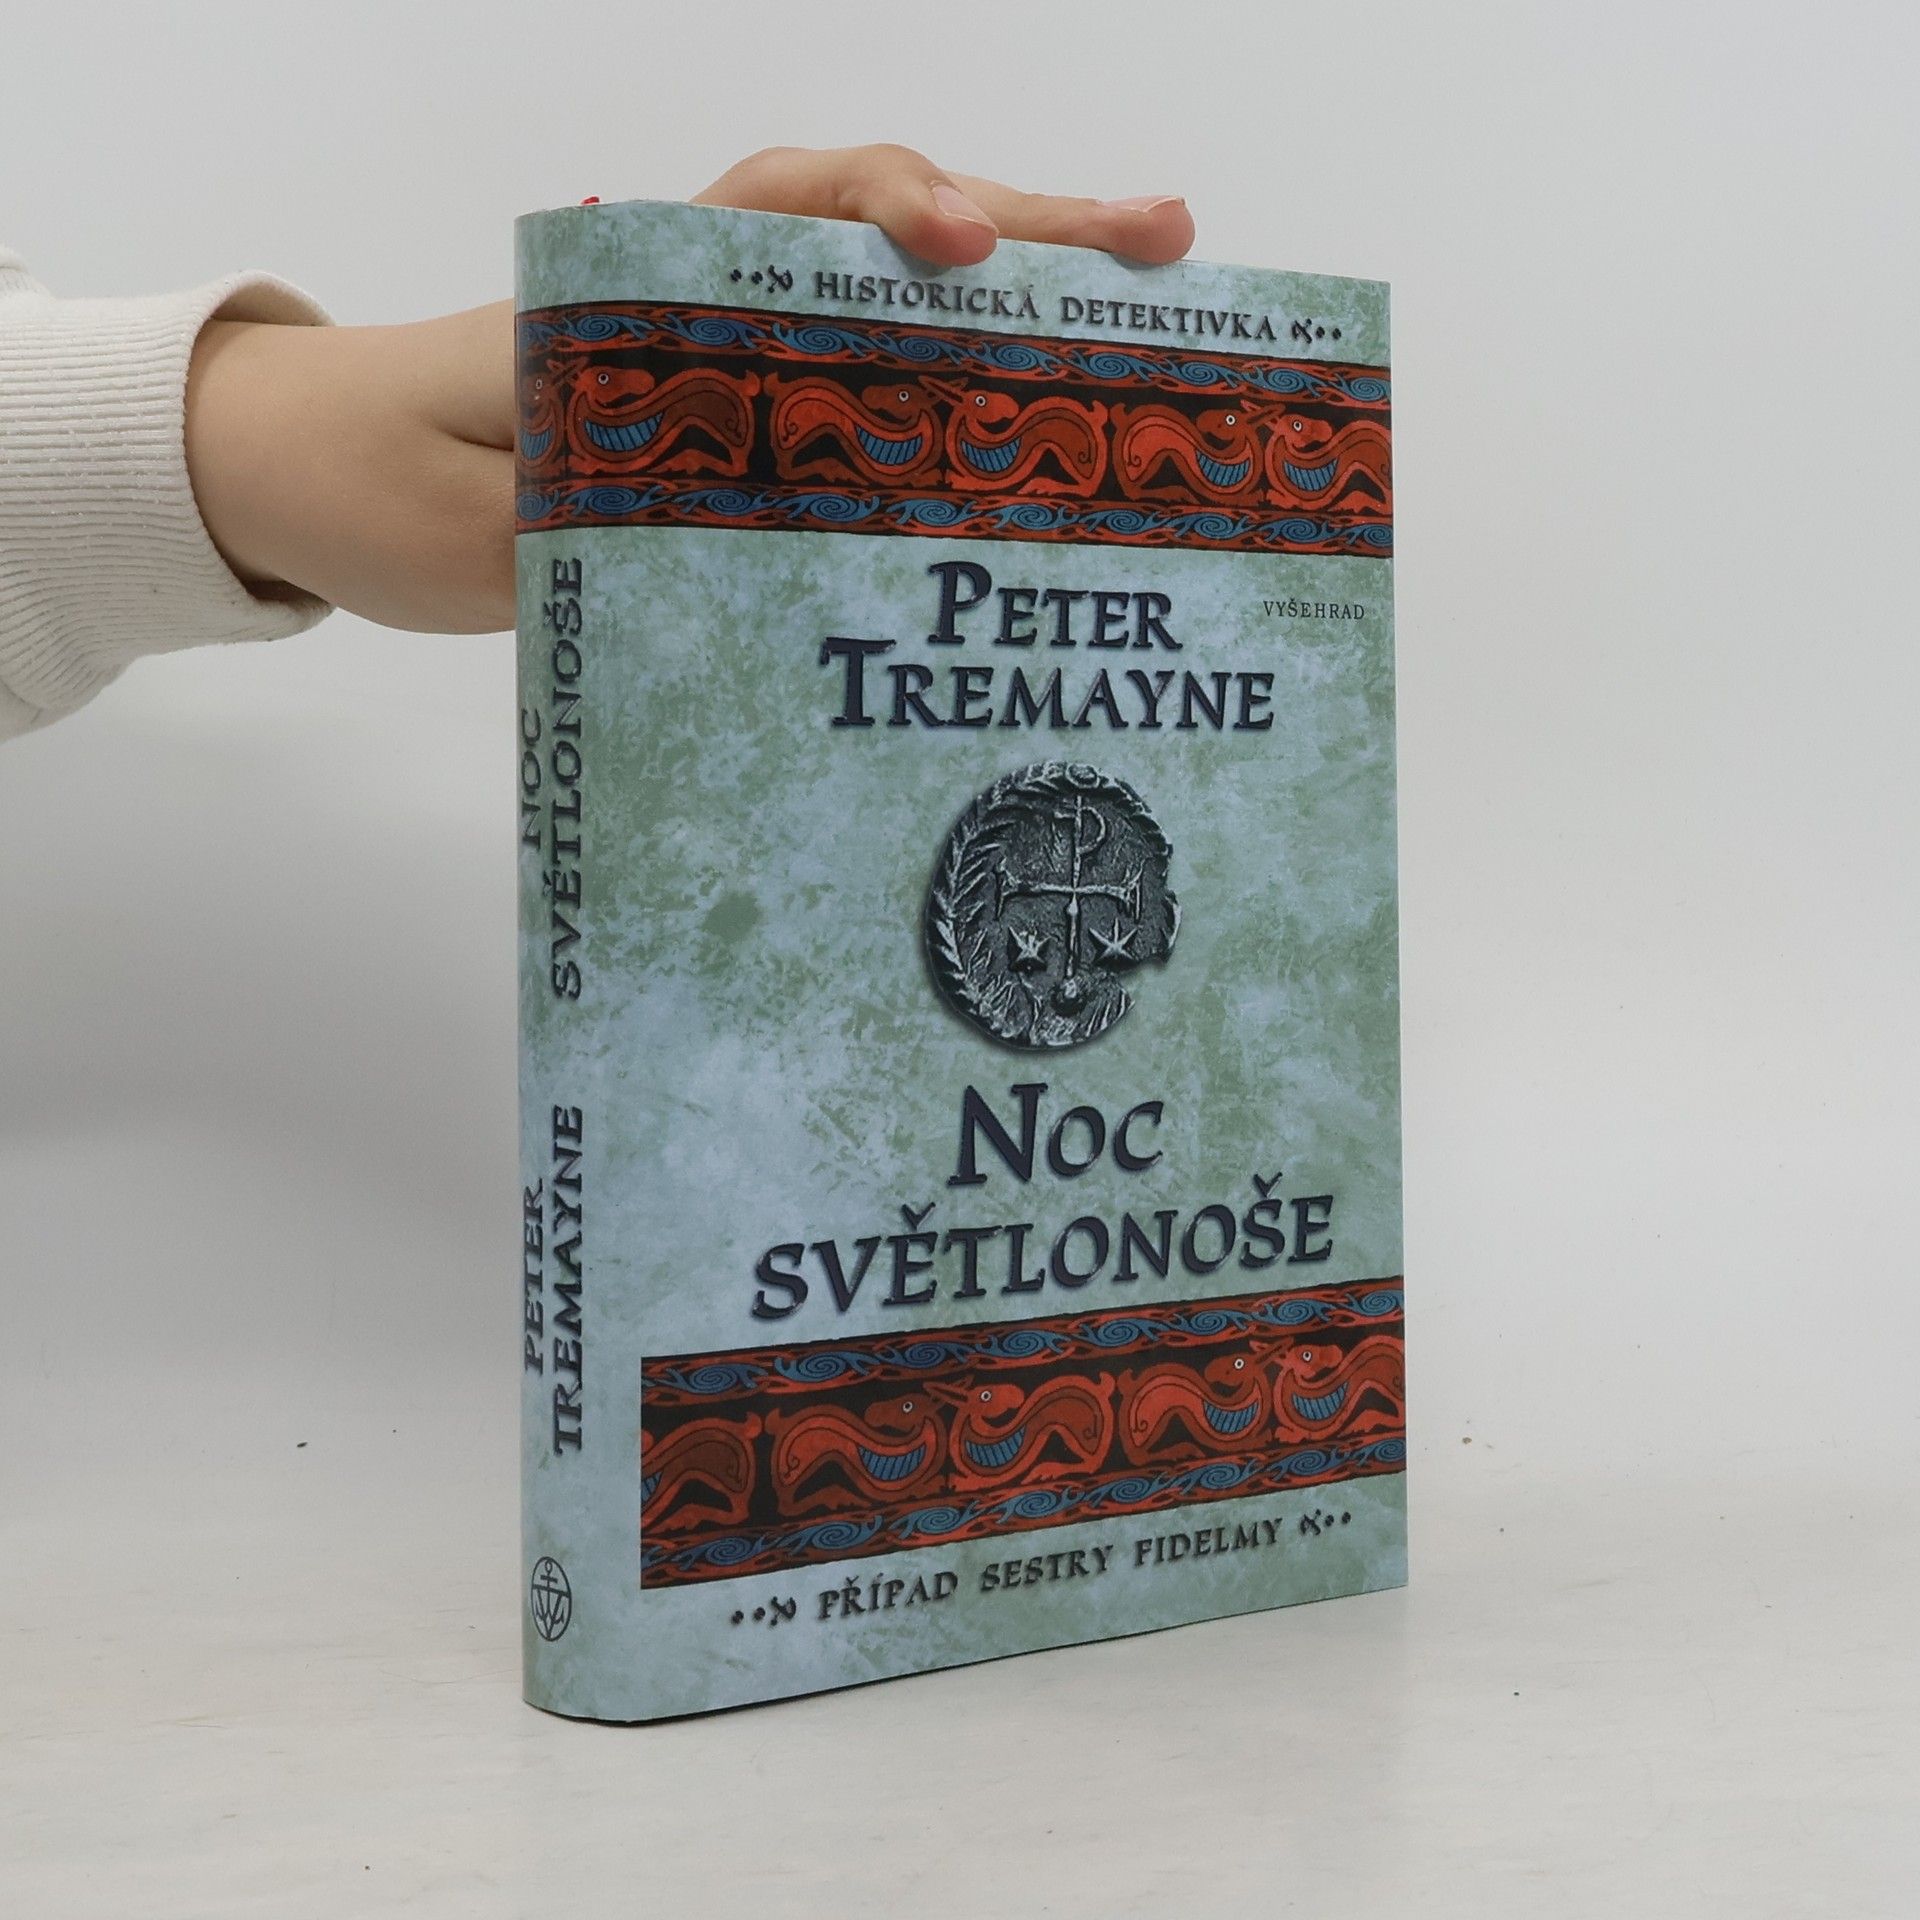 HISTORICKÁ DETEKTIVKA
PETER
TREMAYNE
VYŠEHRAD
NOC
SVĚTLONOŠE
PŘÍPAD SESTRY FIDELMY
NOC
SVĚTLONOŠE
PETER
TREMAYNE